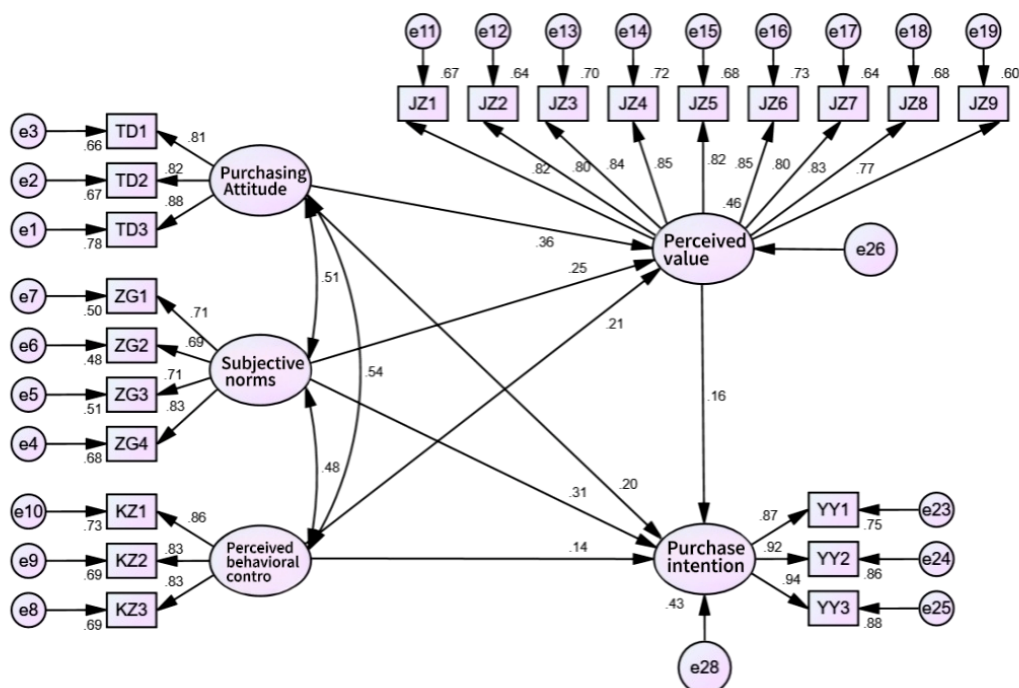 e11 e12 e13 e14 e15 e16 e17 e18 e19
.67 .64 .70 .72 .68 .73 .64 .68 .60
JZ1 JZ2 JZ3 JZ4 JZ5 JZ6 JZ7 JZ8 JZ9
.82 .80 .84 .85 .82 .85 .80 .83 .77
e3 TD1 .81
.66
e2 TD2 .82
.67
e1 TD3 .88
.78
Purchasing
Attitude
.46
Perceived
value
e26
.36
.25
.21
.51
.54
.48
e7 ZG1 .71
.50
e6 ZG2 .69
.48
e5 ZG3 .71
.51
e4 ZG4 .83
.68
Subjective
norms
.16
.20
.31
.14
e10 KZ1 .86
.73
e9 KZ2 .83
.69
e8 KZ3 .83
.69
Perceived
behavioral
contro
Purchase
intention
.43
e28
.87 YY1 e23
.75
.92 YY2 e24
.86
.94 YY3 e25
.88